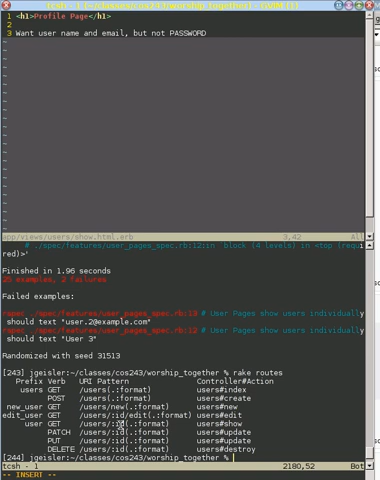 tcsh - 1 ~/classes/cos243/worship_together] - GVIM
1 <h1>Profile Page</h1>
2
3 Want user name and email, but not PASSWORD
app/views/users/show.html.erb 3,42 All
# ./spec/features/user_pages_spec.rb:12:in `block (4 levels) in <top (requi
red)>'
Finished in 1.96 seconds
25 examples, 2 failures
Failed examples:
rspec ./spec/features/user_pages_spec.rb:13 # User Pages show users individually
should text "user.2@example.com"
rspec ./spec/features/user_pages_spec.rb:12 # User Pages show users individually
should text "User 3"
Randomized with seed 31513
[243] jgeisler:~/classes/cos243/worship_together % rake routes
Prefix Verb URI Pattern Controller#Action
users GET /users(.:format) users#index
POST /users(.:format) users#create
new_user GET /users/new(.:format) users#new
edit_user GET /users/:id/edit(.:format) users#edit
user GET /users/:id(.:format) users#show
PATCH /users/:id(.:format) users#update
PUT /users/:id(.:format) users#update
DELETE /users/:id(.:format) users#destroy
[244] jgeisler:~/classes/cos243/worship_together %
tcsh - 1 2180,52 Bot
-- INSERT --